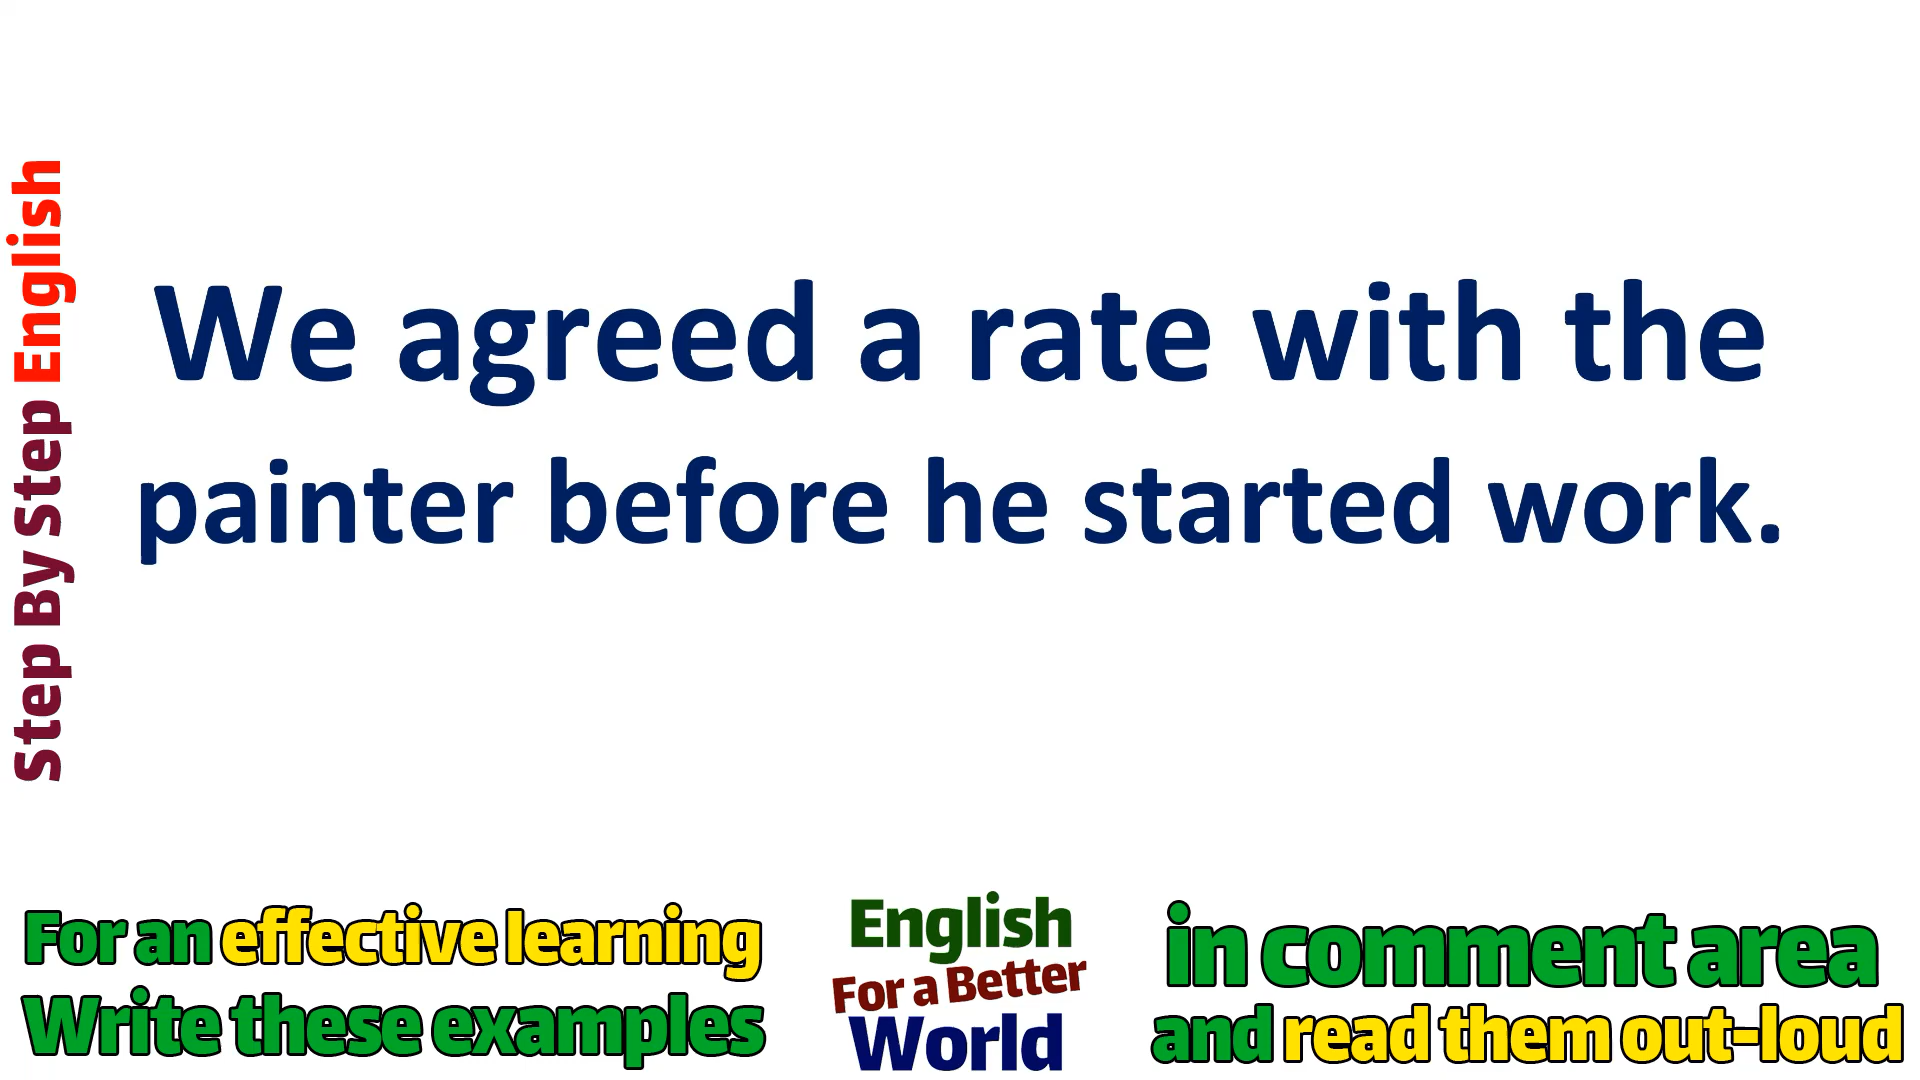 Step By Step English
We agreed a rate with the
painter before he started work.
For an effective learning
Write these examples
English
For a Better
World
in comment area
and read them out-loud